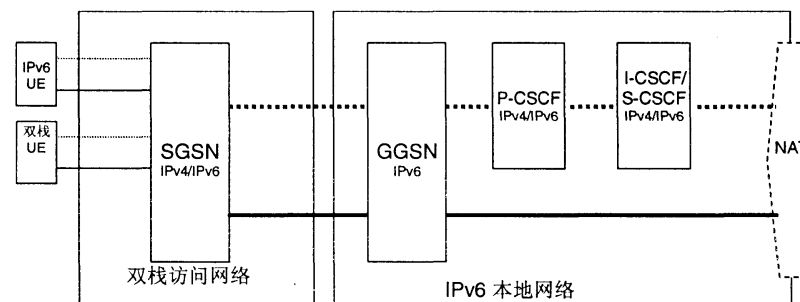 IPv6
UE
双栈
UE
SGSN
IPv4/IPv6
双栈访问网络
GGSN
IPv6
P-CSCF
IPv4/IPv6
I-CSCF/
S-CSCF
IPv4/IPv6
NAT
IPv6 本地网络